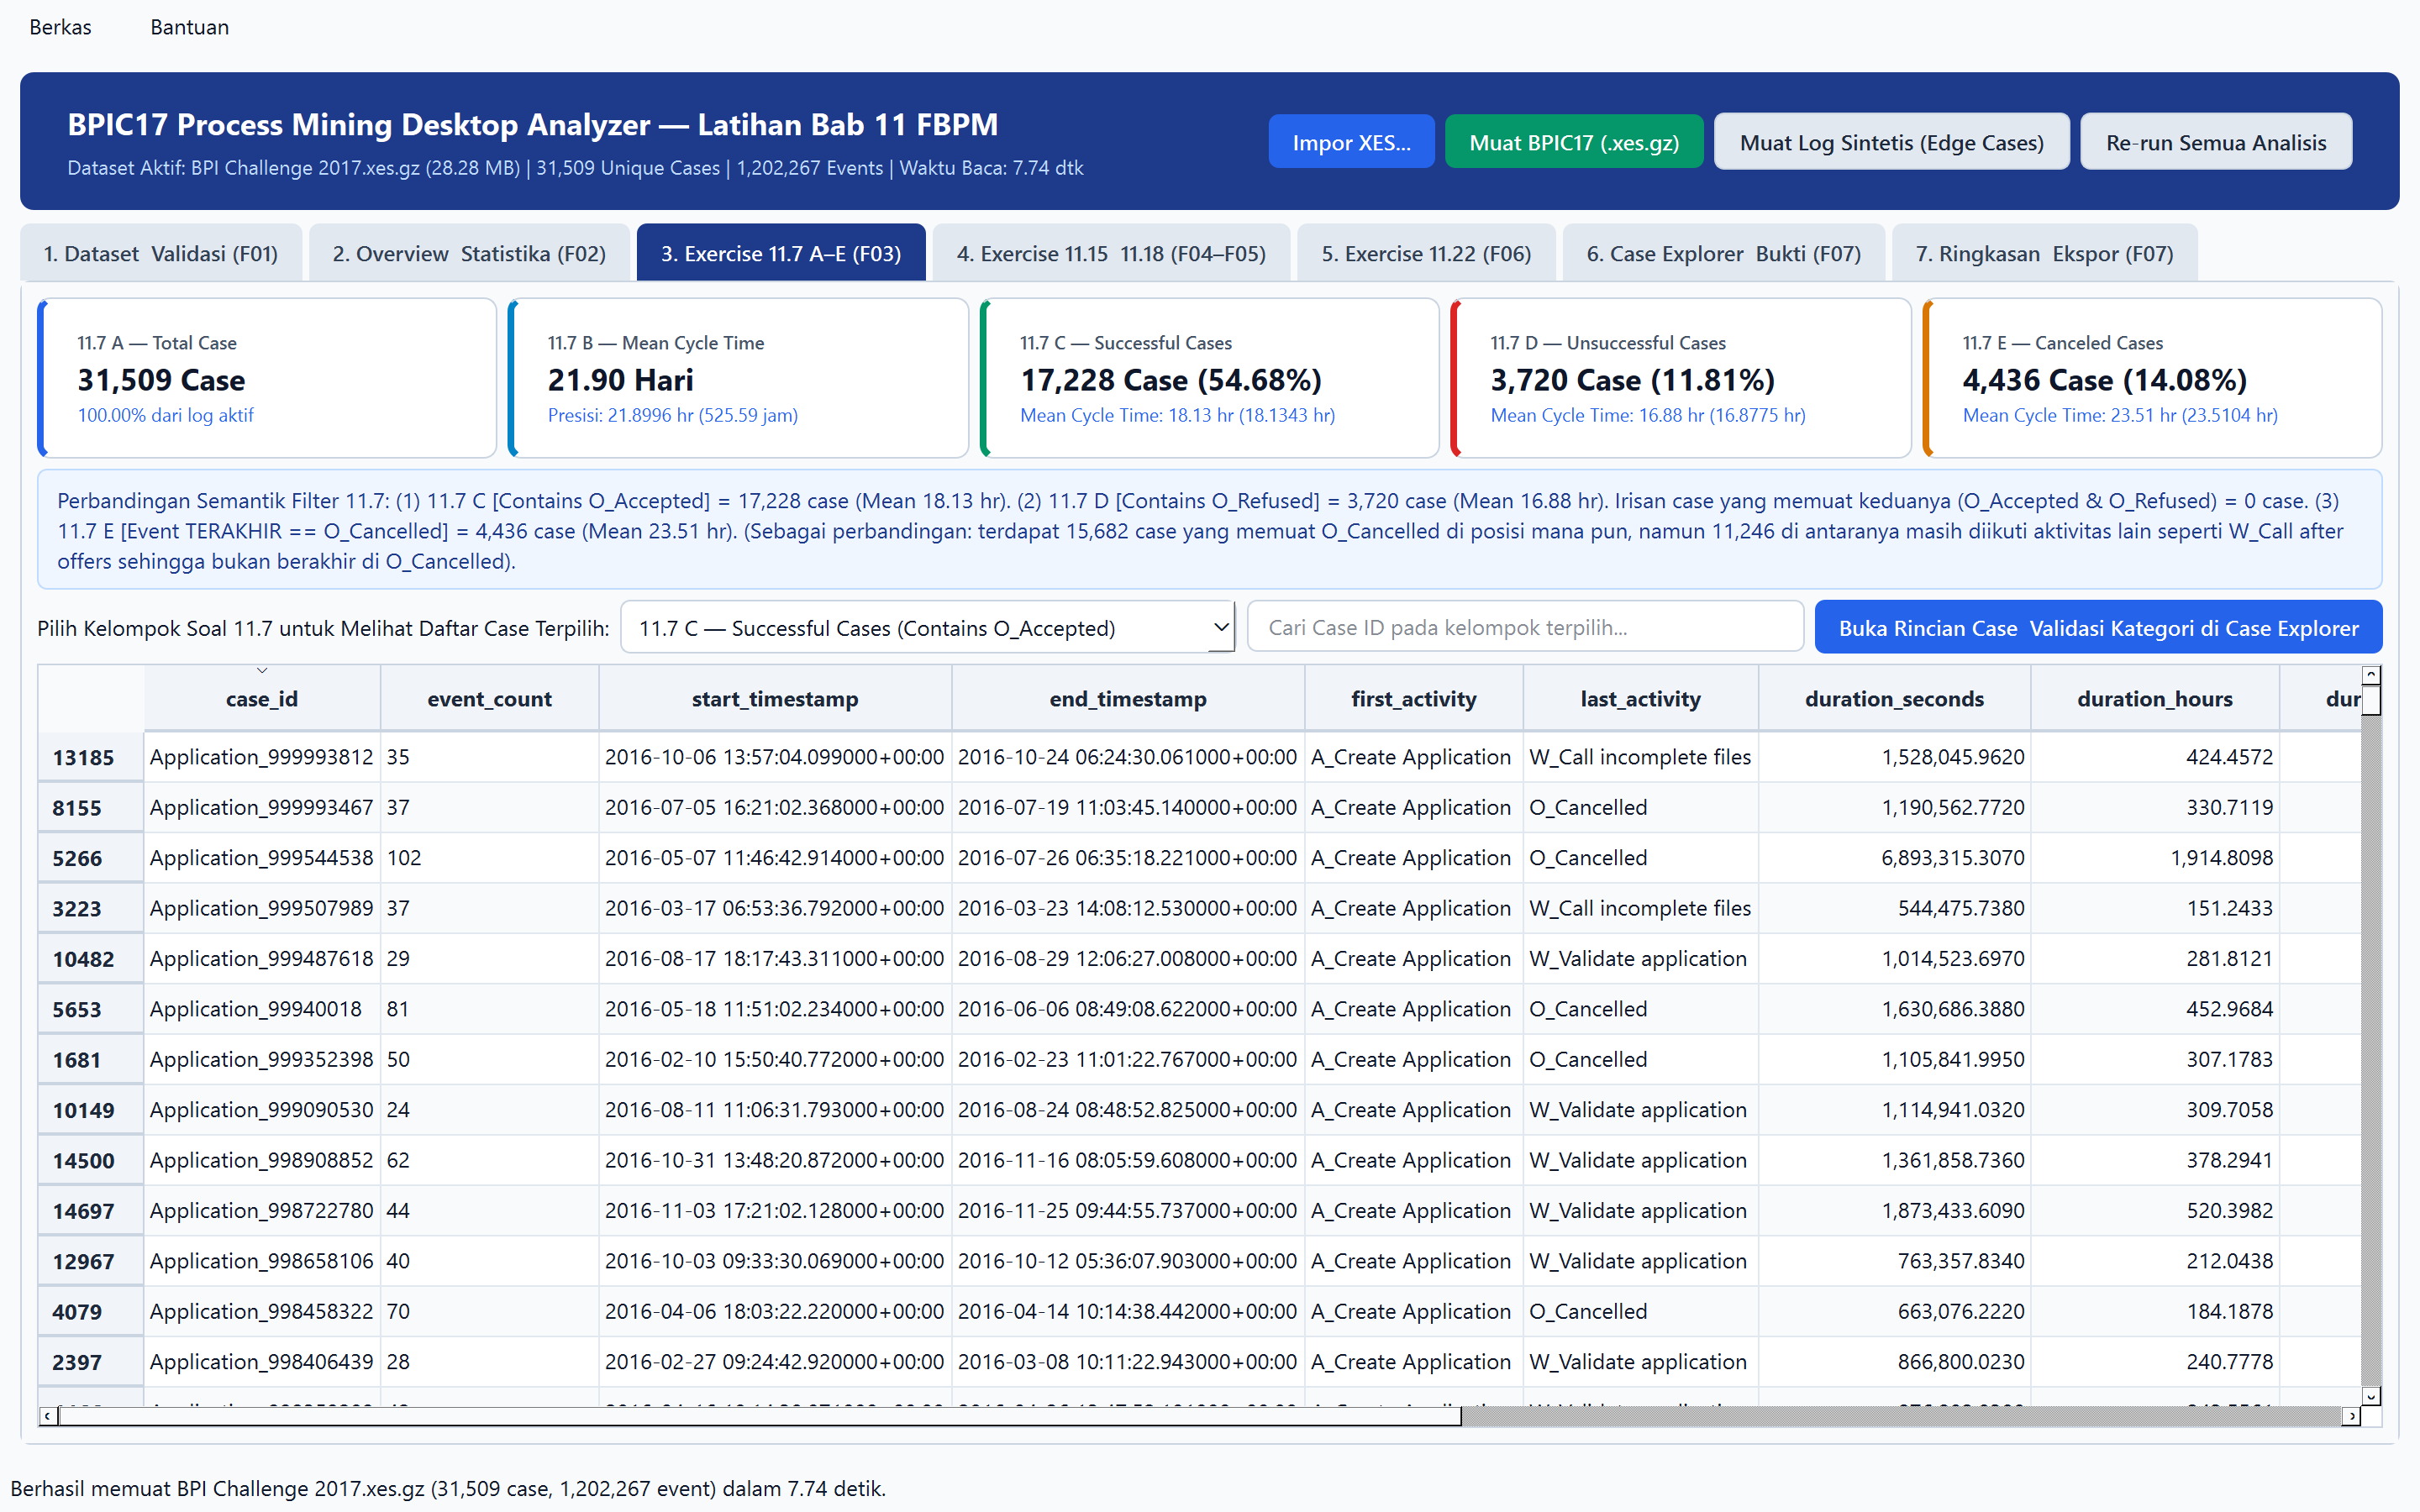 Berkas Bantuan
BPIC17 Process Mining Desktop Analyzer — Latihan Bab 11 FBPM
Dataset Aktif: BPI Challenge 2017.xes.gz (28.28 MB) | 31,509 Unique Cases | 1,202,267 Events | Waktu Baca: 7.74 dtk
Impor XES... Muat BPIC17 (.xes.gz) Muat Log Sintetis (Edge Cases) Re-run Semua Analisis
1. Dataset Validasi (F01) 2. Overview Statistika (F02) 3. Exercise 11.7 A–E (F03) 4. Exercise 11.15 11.18 (F04–F05) 5. Exercise 11.22 (F06) 6. Case Explorer Bukti (F07) 7. Ringkasan Ekspor (F07)
11.7 A — Total Case
31,509 Case
100.00% dari log aktif
11.7 B — Mean Cycle Time
21.90 Hari
Presisi: 21.8996 hr (525.59 jam)
11.7 C — Successful Cases
17,228 Case (54.68%)
Mean Cycle Time: 18.13 hr (18.1343 hr)
11.7 D — Unsuccessful Cases
3,720 Case (11.81%)
Mean Cycle Time: 16.88 hr (16.8775 hr)
11.7 E — Canceled Cases
4,436 Case (14.08%)
Mean Cycle Time: 23.51 hr (23.5104 hr)
Perbandingan Semantik Filter 11.7: (1) 11.7 C [Contains O_Accepted] = 17,228 case (Mean 18.13 hr). (2) 11.7 D [Contains O_Refused] = 3,720 case (Mean 16.88 hr). Irisan case yang memuat keduanya (O_Accepted & O_Refused) = 0 case. (3)
11.7 E [Event TERAKHIR == O_Cancelled] = 4,436 case (Mean 23.51 hr). (Sebagai perbandingan: terdapat 15,682 case yang memuat O_Cancelled di posisi mana pun, namun 11,246 di antaranya masih diikuti aktivitas lain seperti W_Call after
offers sehingga bukan berakhir di O_Cancelled).
Pilih Kelompok Soal 11.7 untuk Melihat Daftar Case Terpilih: 11.7 C — Successful Cases (Contains O_Accepted) Cari Case ID pada kelompok terpilih... Buka Rincian Case Validasi Kategori di Case Explorer
case_id event_count start_timestamp end_timestamp first_activity last_activity duration_seconds duration_hours dur
13185 Application_999993812 35 2016-10-06 13:57:04.099000+00:00 2016-10-24 06:24:30.061000+00:00 A_Create Application W_Call incomplete files 1,528,045.9620 424.4572
8155 Application_999993467 37 2016-07-05 16:21:02.368000+00:00 2016-07-19 11:03:45.140000+00:00 A_Create Application O_Cancelled 1,190,562.7720 330.7119
5266 Application_999544538 102 2016-05-07 11:46:42.914000+00:00 2016-07-26 06:35:18.221000+00:00 A_Create Application O_Cancelled 6,893,315.3070 1,914.8098
3223 Application_999507989 37 2016-03-17 06:53:36.792000+00:00 2016-03-23 14:08:12.530000+00:00 A_Create Application W_Call incomplete files 544,475.7380 151.2433
10482 Application_999487618 29 2016-08-17 18:17:43.311000+00:00 2016-08-29 12:06:27.008000+00:00 A_Create Application W_Validate application 1,014,523.6970 281.8121
5653 Application_99940018 81 2016-05-18 11:51:02.234000+00:00 2016-06-06 08:49:08.622000+00:00 A_Create Application O_Cancelled 1,630,686.3880 452.9684
1681 Application_999352398 50 2016-02-10 15:50:40.772000+00:00 2016-02-23 11:01:22.767000+00:00 A_Create Application O_Cancelled 1,105,841.9950 307.1783
10149 Application_999090530 24 2016-08-11 11:06:31.793000+00:00 2016-08-24 08:48:52.825000+00:00 A_Create Application W_Validate application 1,114,941.0320 309.7058
14500 Application_998908852 62 2016-10-31 13:48:20.872000+00:00 2016-11-16 08:05:59.608000+00:00 A_Create Application W_Validate application 1,361,858.7360 378.2941
14697 Application_998722780 44 2016-11-03 17:21:02.128000+00:00 2016-11-25 09:44:55.737000+00:00 A_Create Application W_Validate application 1,873,433.6090 520.3982
12967 Application_998658106 40 2016-10-03 09:33:30.069000+00:00 2016-10-12 05:36:07.903000+00:00 A_Create Application W_Validate application 763,357.8340 212.0438
4079 Application_998458322 70 2016-04-06 18:03:22.220000+00:00 2016-04-14 10:14:38.442000+00:00 A_Create Application O_Cancelled 663,076.2220 184.1878
2397 Application_998406439 28 2016-02-27 09:24:42.920000+00:00 2016-03-08 10:11:22.943000+00:00 A_Create Application W_Validate application 866,800.0230 240.7778
Berhasil memuat BPI Challenge 2017.xes.gz (31,509 case, 1,202,267 event) dalam 7.74 detik.